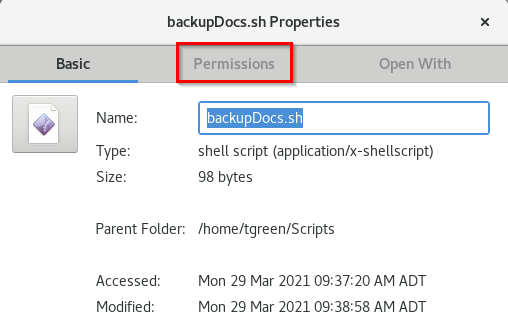 backupDocs.sh Properties
Basic Permissions Open With
Name: backupDocs.sh
Type: shell script (application/x-shellscript)
Size: 98 bytes
Parent Folder: /home/tgreen/Scripts
Accessed: Mon 29 Mar 2021 09:37:20 AM ADT
Modified: Mon 29 Mar 2021 09:38:58 AM ADT